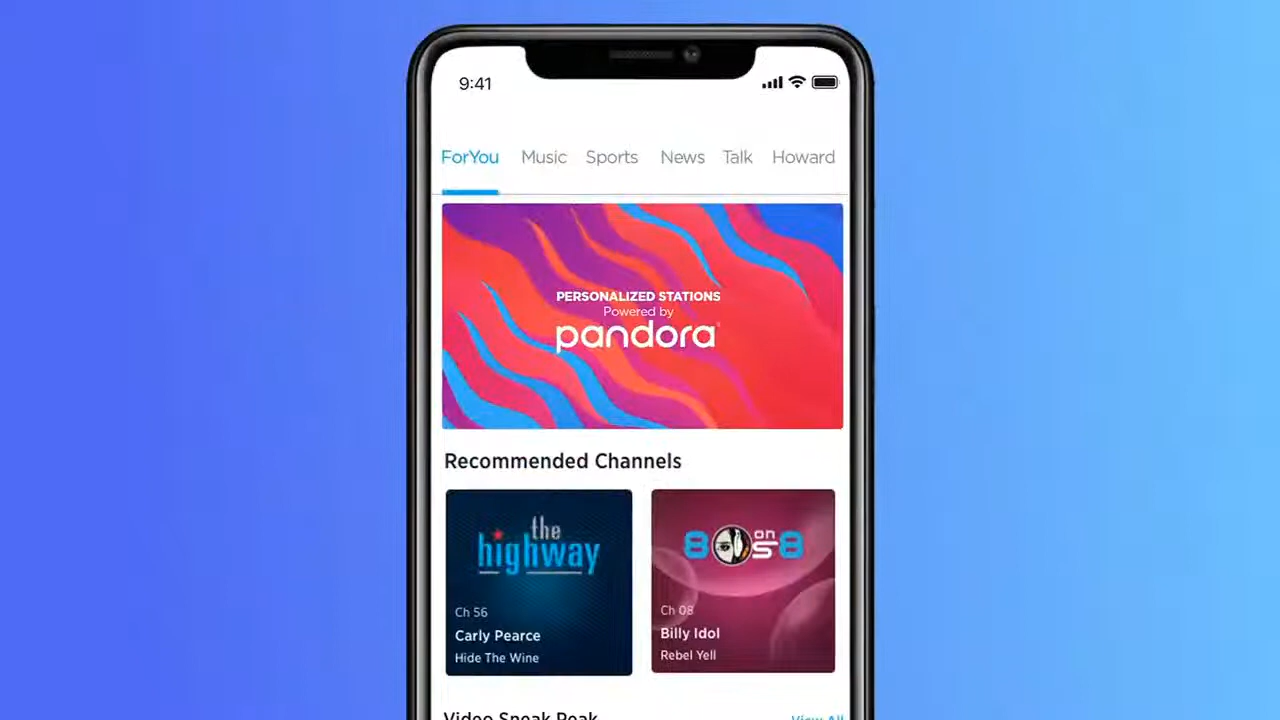 9:41
ForYou Music Sports News Talk Howard
PERSONALIZED STATIONS
Powered by
pandora
Recommended Channels
the
highway
Ch 56
Carly Pearce
Hide The Wine
80s on 8
Ch 08
Billy Idol
Rebel Yell
Video Sneak Peak
View All